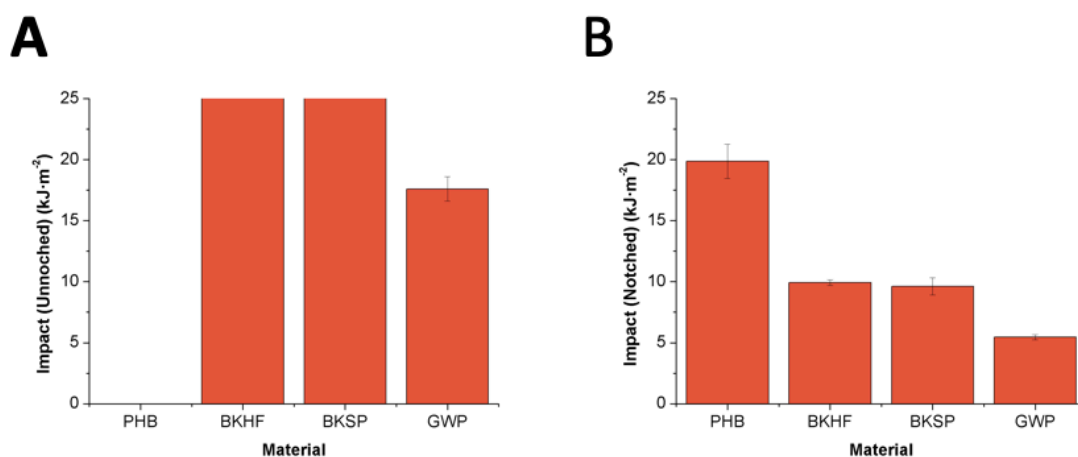 A
Impact (Unnoched) (kJ·m⁻²)
25
20
15
10
5
0
PHB BKHF BKSP GWP
Material
B
Impact (Notched) (kJ·m⁻²)
25
20
15
10
5
0
PHB BKHF BKSP GWP
Material